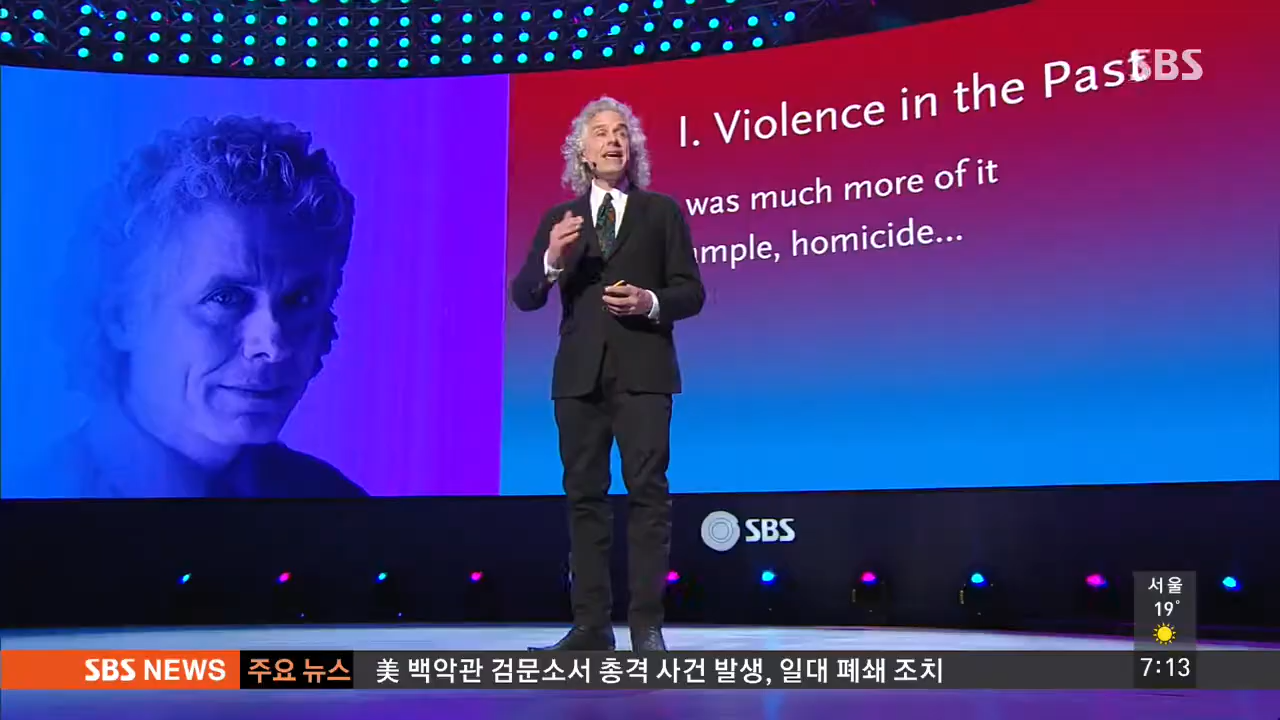 I. Violence in the Past
SBS
was much more of it
ample, homicide...
SBS
서울
19°
SBS NEWS 주요 뉴스 美 백악관 검문소서 총격 사건 발생, 일대 폐쇄 조치
7:13